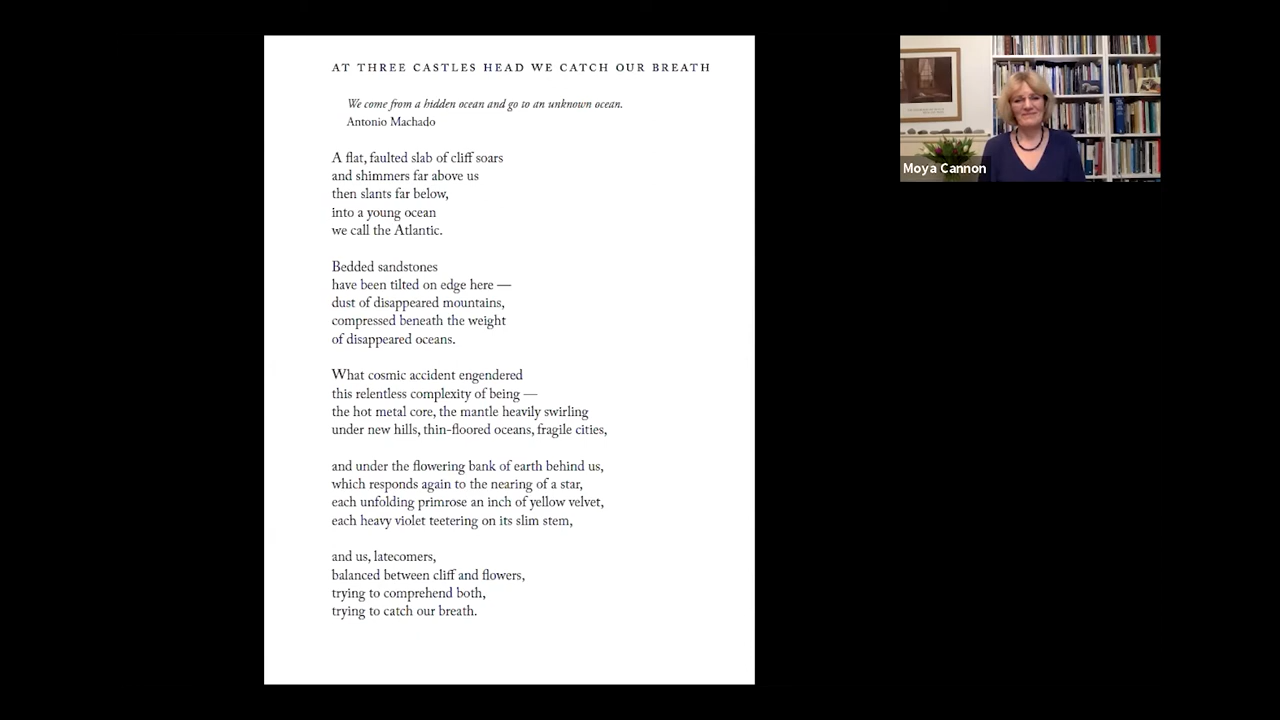 AT THREE CASTLES HEAD WE CATCH OUR BREATH
We come from a hidden ocean and go to an unknown ocean.
Antonio Machado
A flat, faulted slab of cliff soars
and shimmers far above us
then slants far below,
into a young ocean
we call the Atlantic.
Bedded sandstones
have been tilted on edge here —
dust of disappeared mountains,
compressed beneath the weight
of disappeared oceans.
What cosmic accident engendered
this relentless complexity of being —
the hot metal core, the mantle heavily swirling
under new hills, thin-floored oceans, fragile cities,
and under the flowering bank of earth behind us,
which responds again to the nearing of a star,
each unfolding primrose an inch of yellow velvet,
each heavy violet teetering on its slim stem,
and us, latecomers,
balanced between cliff and flowers,
trying to comprehend both,
trying to catch our breath.
Moya Cannon